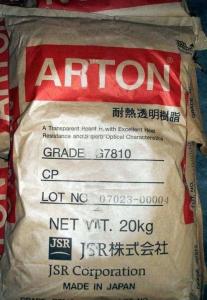 ARTON
耐熱透明樹脂
A Transparent Resin with Excellent Heat
Resistance and Superb Optical Characteristics
GRADE G7810
CP
LOT NO 07023-00004
NET WT. 20kg
JSR JSR株式会社
JSR Corporation
MADE IN JAPAN